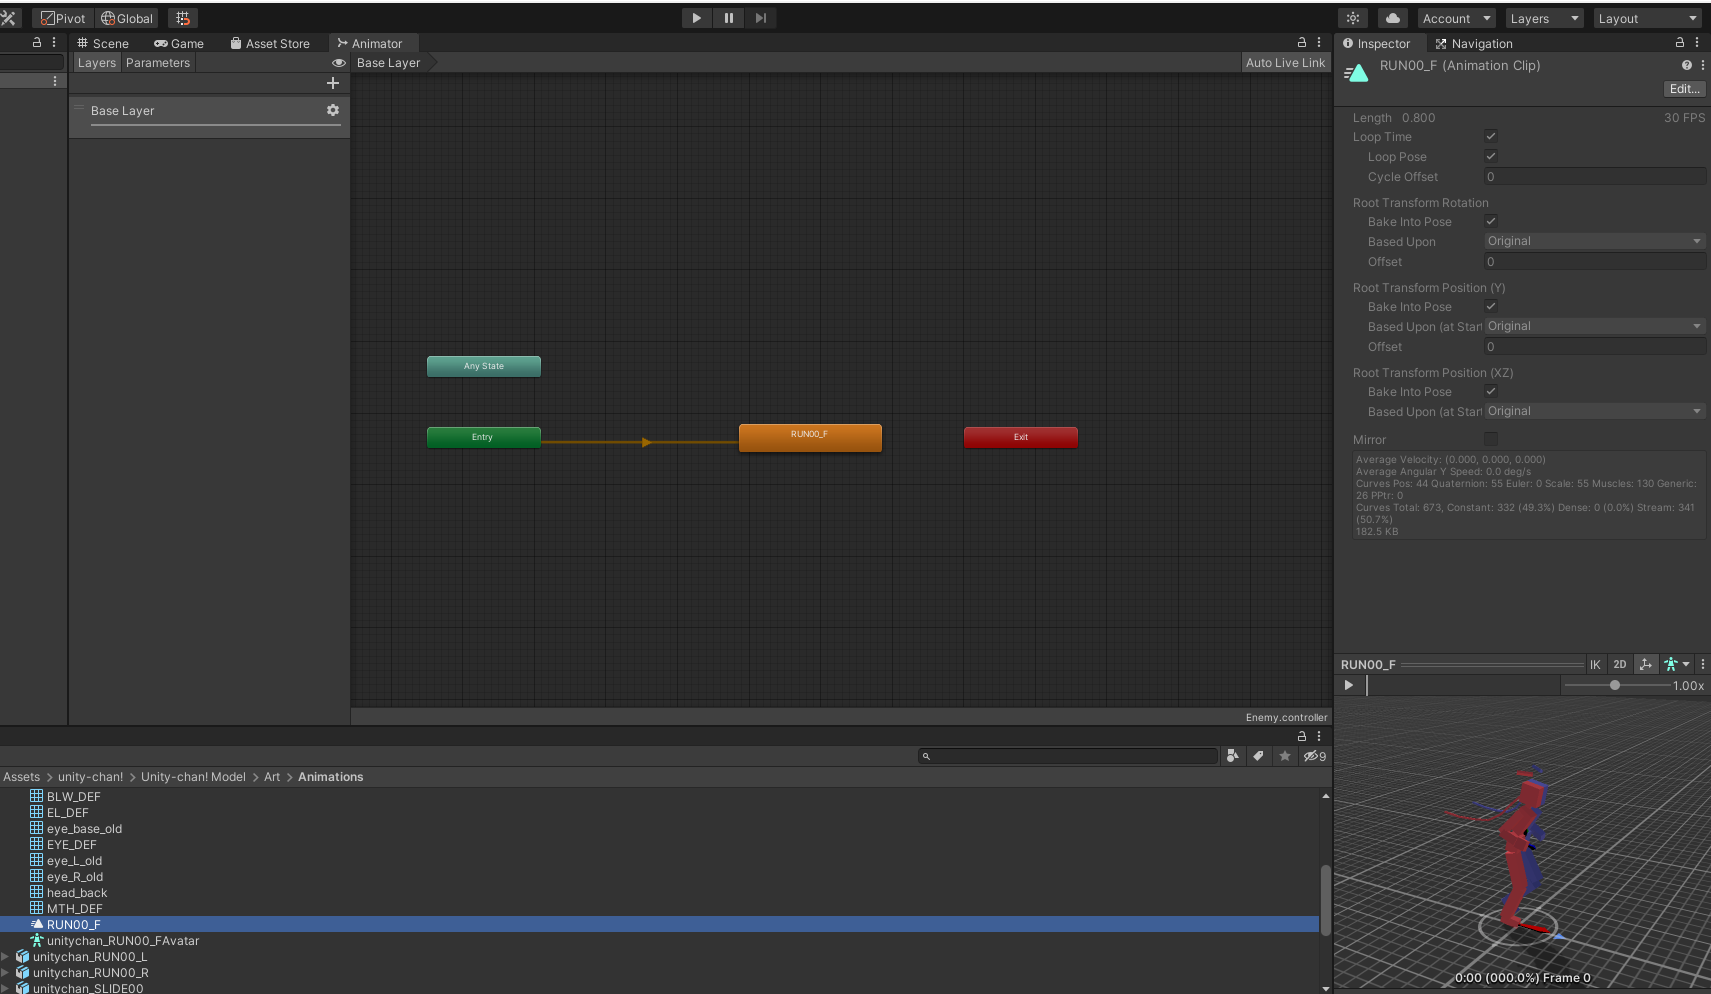 Pivot Global Account Layers Layout
Scene Game Asset Store Animator Inspector Navigation
Layers Parameters Base Layer Auto Live Link
RUN00_F (Animation Clip)
Edit...
Base Layer
Length 0.800 30 FPS
Loop Time
Loop Pose
Cycle Offset 0
Root Transform Rotation
Bake Into Pose
Based Upon Original
Offset 0
Root Transform Position (Y)
Bake Into Pose
Based Upon (at Start Original
Offset 0
Root Transform Position (XZ)
Bake Into Pose
Based Upon (at Start Original
Mirror
Average Velocity: (0.000, 0.000, 0.000)
Average Angular Y Speed: 0.0 deg/s
Curves Pos: 44 Quaternion: 55 Euler: 0 Scale: 55 Muscles: 130 Generic:
26 PPtr: 0
Curves Total: 673, Constant: 332 (49.3%) Dense: 0 (0.0%) Stream: 341
(50.7%)
182.5 KB
Any State
Entry RUN00_F Exit
Enemy.controller
RUN00_F IK 2D
1.00x
9
Assets > unity-chan! > Unity-chan! Model > Art > Animations
BLW_DEF
EL_DEF
eye_base_old
EYE_DEF
eye_L_old
eye_R_old
head_back
MTH_DEF
RUN00_F
unitychan_RUN00_FAvatar
unitychan_RUN00_L
unitychan_RUN00_R
unitychan_SLIDE00
0:00 (000.0%) Frame 0